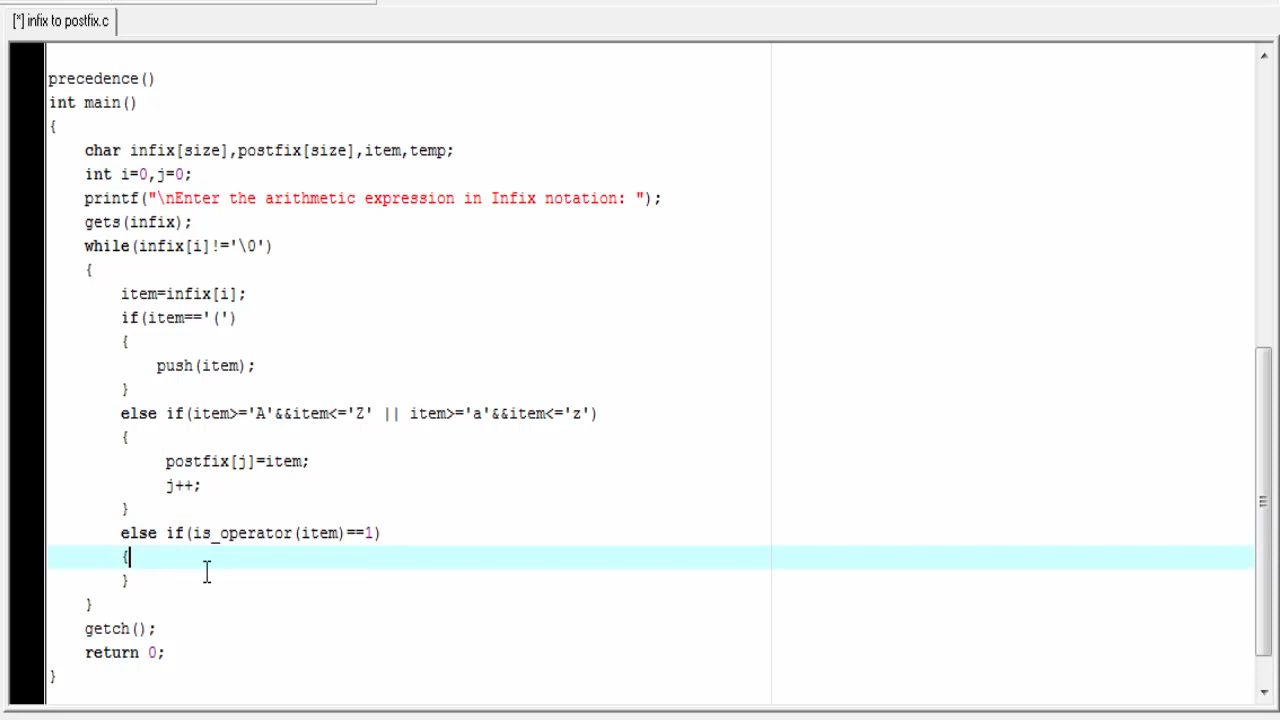 [*] infix to postfix.c
precedence()
int main()
{
char infix[size],postfix[size],item,temp;
int i=0,j=0;
printf("\nEnter the arithmetic expression in Infix notation: ");
gets(infix);
while(infix[i]!='\0')
{
item=infix[i];
if(item=='(')
{
push(item);
}
else if(item>='A'&&item<='Z' || item>='a'&&item<='z')
{
postfix[j]=item;
j++;
}
else if(is_operator(item)==1)
{
}
}
getch();
return 0;
}